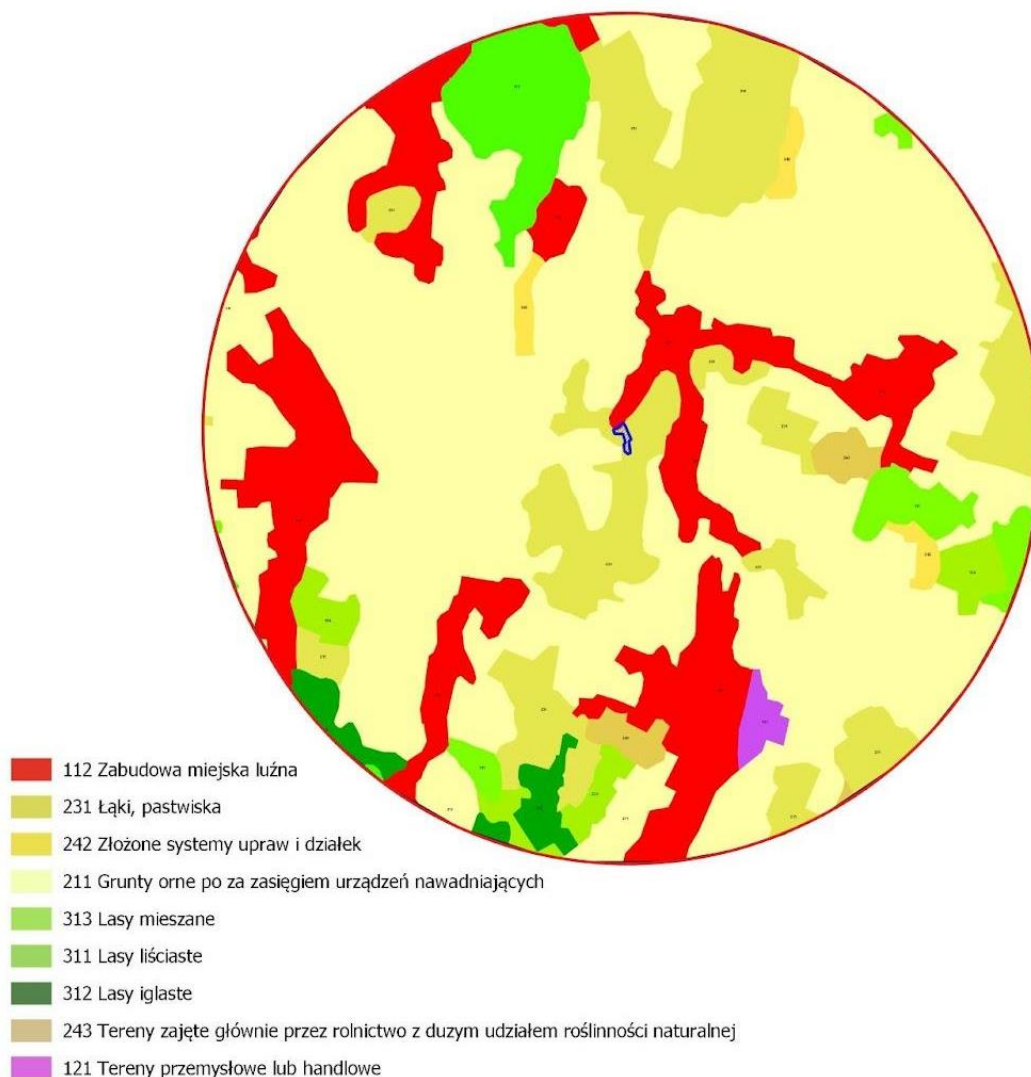 112 Zabudowa miejska luźna
231 Łąki, pastwiska
242 Złożone systemy upraw i działek
211 Grunty orne po za zasięgiem urządzeń nawadniających
313 Lasy mieszane
311 Lasy liściaste
312 Lasy iglaste
243 Tereny zajęte głównie przez rolnictwo z duzym udziałem roślinności naturalnej
121 Tereny przemysłowe lub handlowe